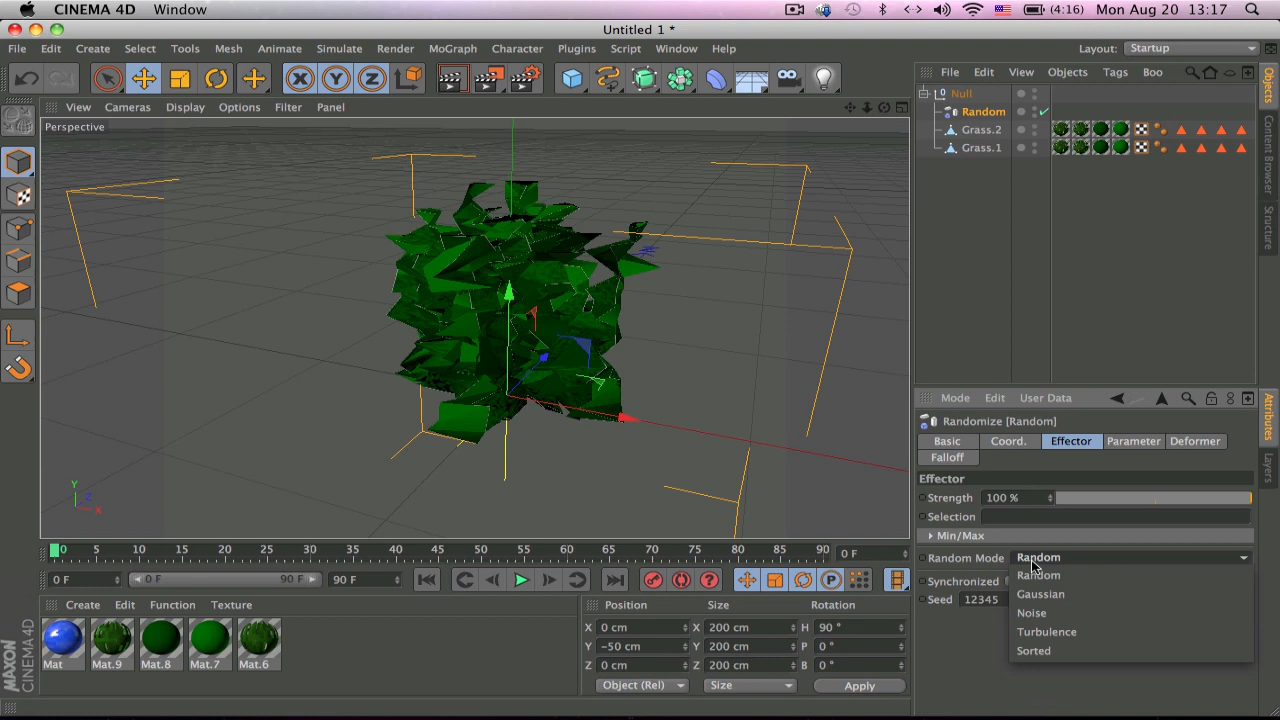 CINEMA 4D Window (4:16) Mon Aug 20 13:17
Untitled 1 *
File Edit Create Select Tools Mesh Animate Simulate Render MoGraph Character Plugins Script Window Help Layout: Startup
X Y Z
File Edit View Objects Tags Boo
View Cameras Display Options Filter Panel
Perspective
Null
Random
Grass.2
Grass.1
Objects
Content Browser
Structure
Y Z X
Mode Edit User Data
Randomize [Random]
Basic Coord. Effector Parameter Deformer
Falloff
Effector
Strength 100 %
Selection
Min/Max
Random Mode Random
Random
Gaussian
Noise
Turbulence
Sorted
Synchronized
Seed 12345
Attributes
Layers
0 5 10 15 20 25 30 35 40 45 50 55 60 65 70 75 80 85 90 0 F
0 F 0 F 90 F 90 F P
Create Edit Function Texture
Mat Mat.9 Mat.8 Mat.7 Mat.6
Position Size Rotation
X 0 cm X 200 cm H 90 °
Y -50 cm Y 200 cm P 0 °
Z 0 cm Z 200 cm B 0 °
Object (Rel) Size Apply
MAXON
CINEMA 4D